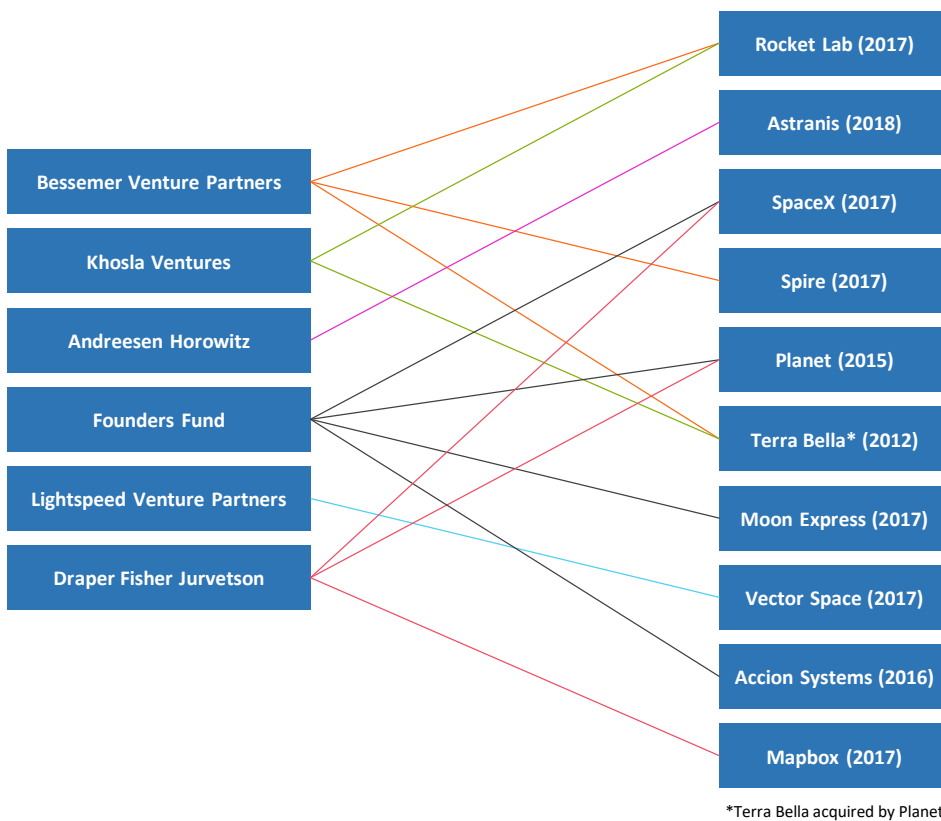 Bessemer Venture Partners
Khosla Ventures
Andreesen Horowitz
Founders Fund
Lightspeed Venture Partners
Draper Fisher Jurvetson
Rocket Lab (2017)
Astranis (2018)
SpaceX (2017)
Spire (2017)
Planet (2015)
Terra Bella* (2012)
Moon Express (2017)
Vector Space (2017)
Accion Systems (2016)
Mapbox (2017)
*Terra Bella acquired by Planet